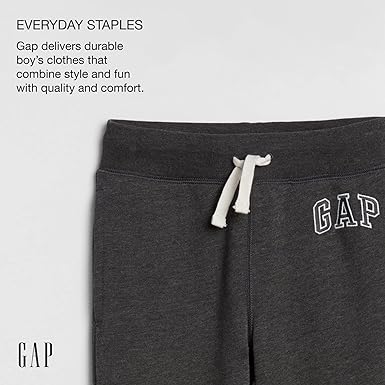 EVERYDAY STAPLES
Gap delivers durable
boy's clothes that
combine style and fun
with quality and comfort.
GAP
GAP